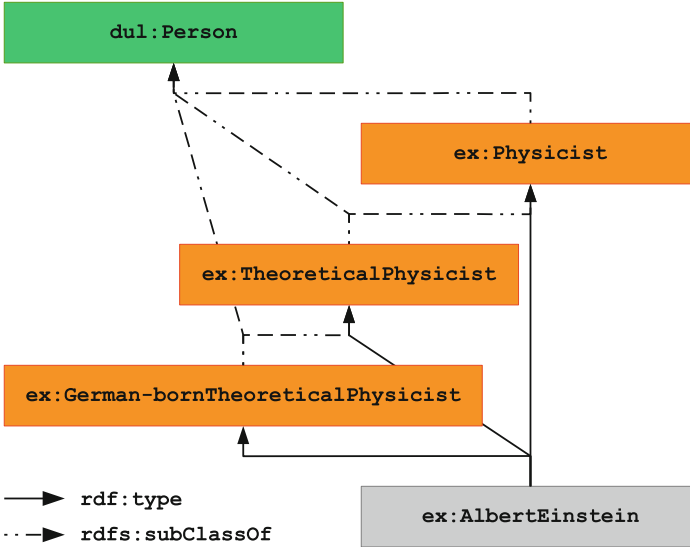 dul:Person
ex:Physicist
ex:TheoreticalPhysicist
ex:German-bornTheoreticalPhysicist
rdf:type
ex:AlbertEinstein
rdfs:subClassOf